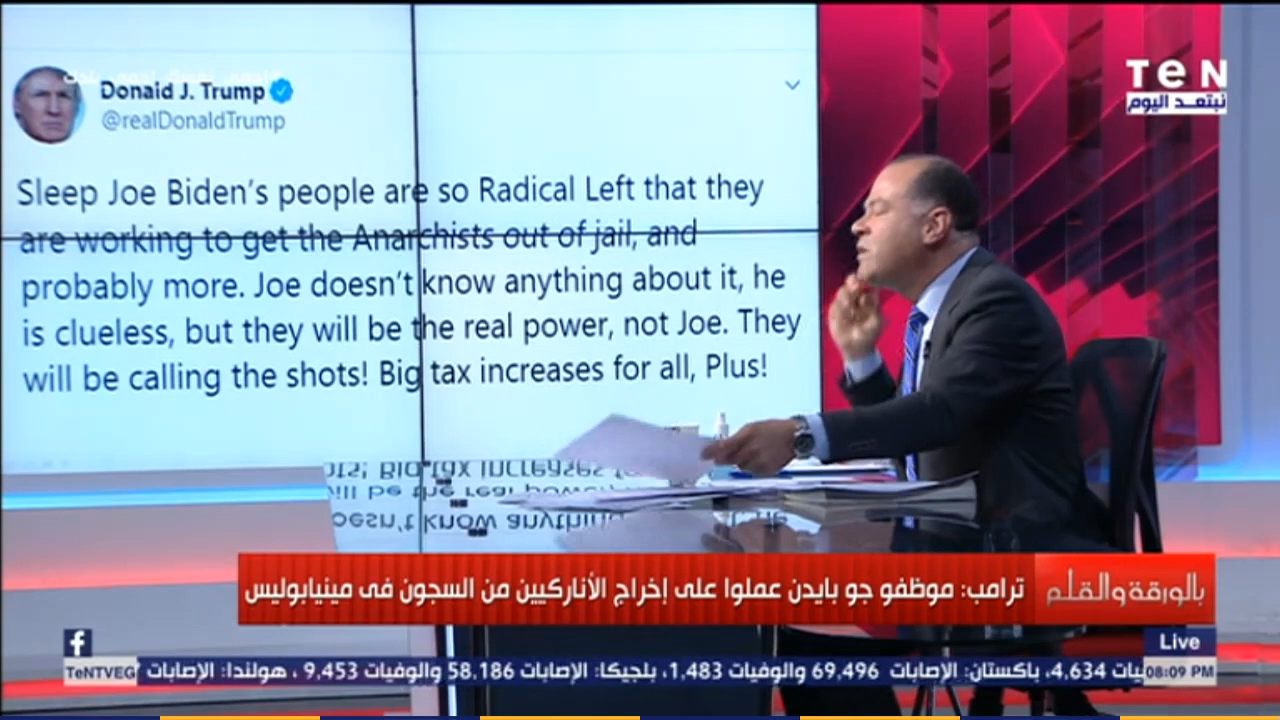 Donald J. Trump
@realDonaldTrump
Sleep Joe Biden's people are so Radical Left that they
are working to get the Anarchists out of jail, and
probably more. Joe doesn't know anything about it, he
is clueless, but they will be the real power, not Joe. They
will be calling the shots! Big tax increases for all, Plus!
TeN
نبتعد اليوم
بالورقة والقلم
ترامب: موظفو جو بايدن عملوا على إخراج الأناركيين من السجون فى مينيابوليس
Live
08:09 PM
TeNTVEG
يات 4,634، باكستان: الإصابات 69,496 والوفيات 1,483، بلجيكا: الإصابات 58,186 والوفيات 9,453 ، هولندا: الإصابات